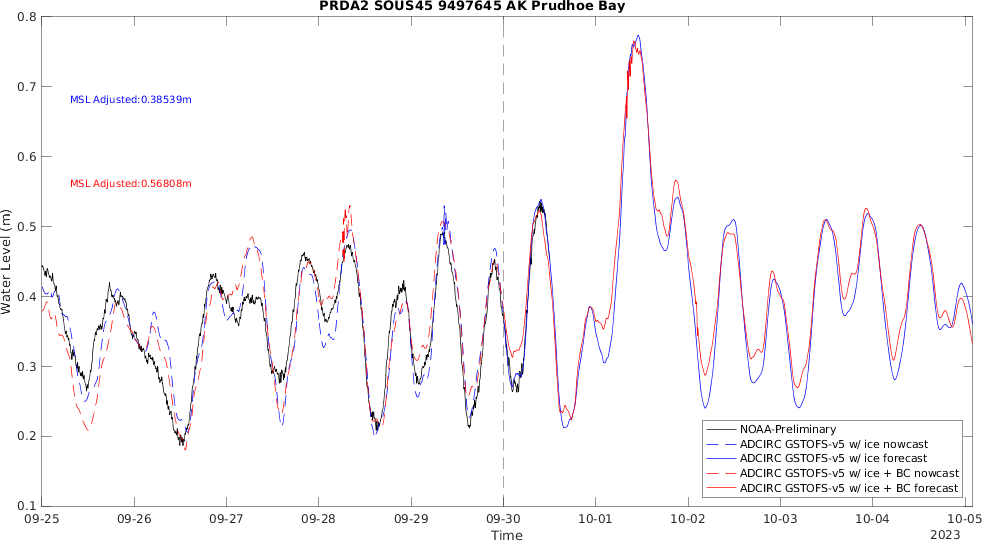 PRDA2 SOUS45 9497645 AK Prudhoe Bay
0.8
0.7
0.6
0.5
0.4
0.3
0.2
0.1
Water Level (m)
MSL Adjusted:0.38539m
MSL Adjusted:0.56808m
NOAA-Preliminary
ADCIRC GSTOFS-v5 w/ ice nowcast
ADCIRC GSTOFS-v5 w/ ice forecast
ADCIRC GSTOFS-v5 w/ ice + BC nowcast
ADCIRC GSTOFS-v5 w/ ice + BC forecast
09-25 09-26 09-27 09-28 09-29 09-30 10-01 10-02 10-03 10-04 10-05
Time
2023